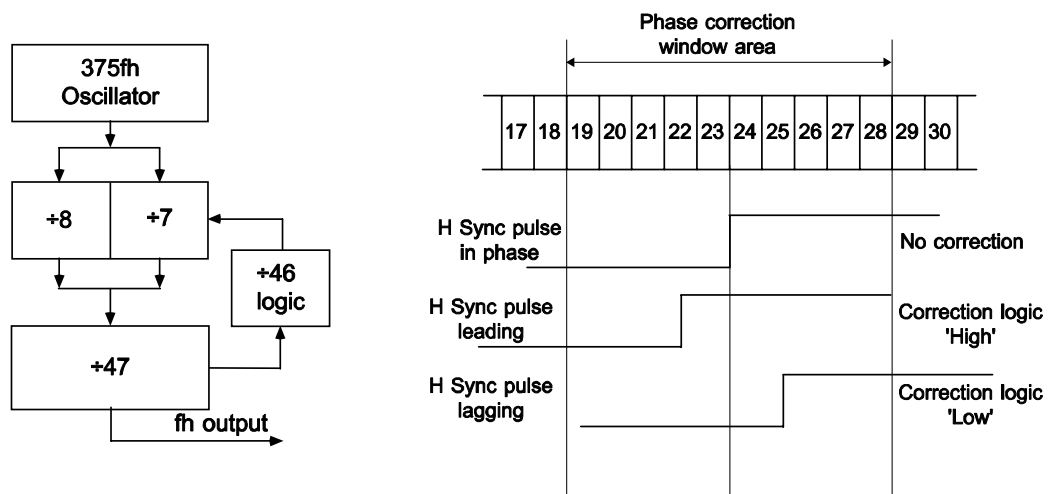 375fh
Oscillator
÷8
÷7
÷46
logic
÷47
fh output
Phase correction
window area
17 18 19 20 21 22 23 24 25 26 27 28 29 30
H Sync pulse
in phase
No correction
H Sync pulse
leading
Correction logic
'High'
H Sync pulse
lagging
Correction logic
'Low'